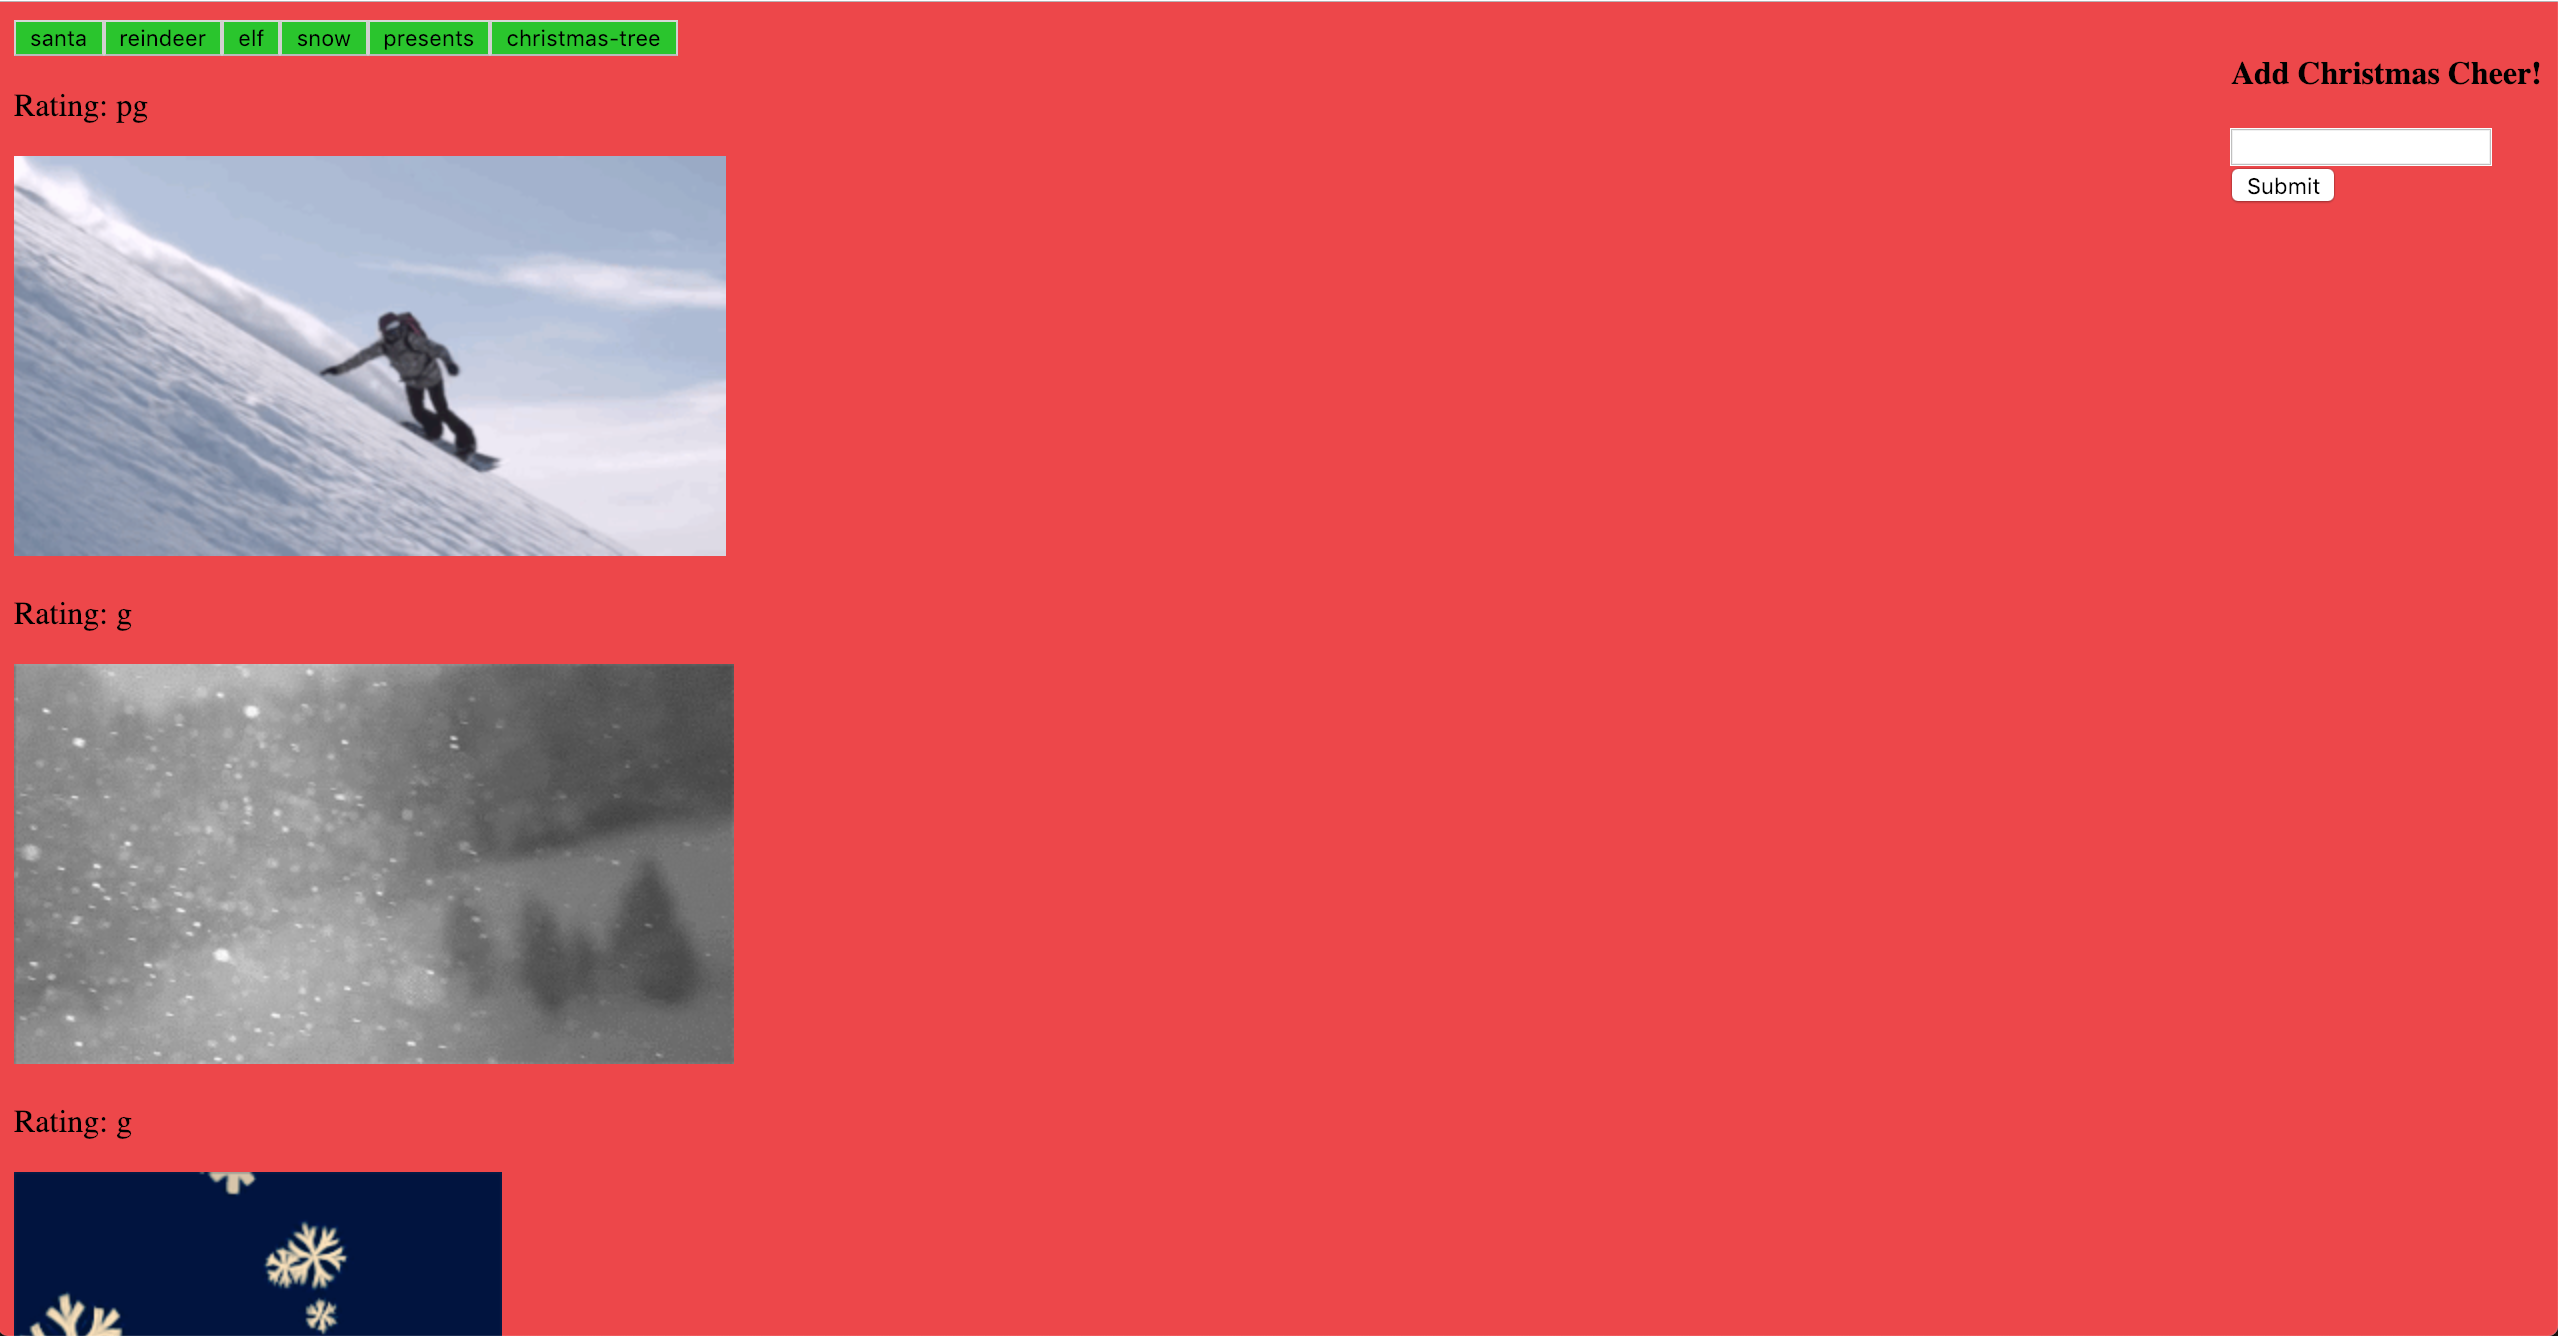 santa reindeer elf snow presents christmas-tree
Add Christmas Cheer!
Rating: pg
Submit
Rating: g
Rating: g